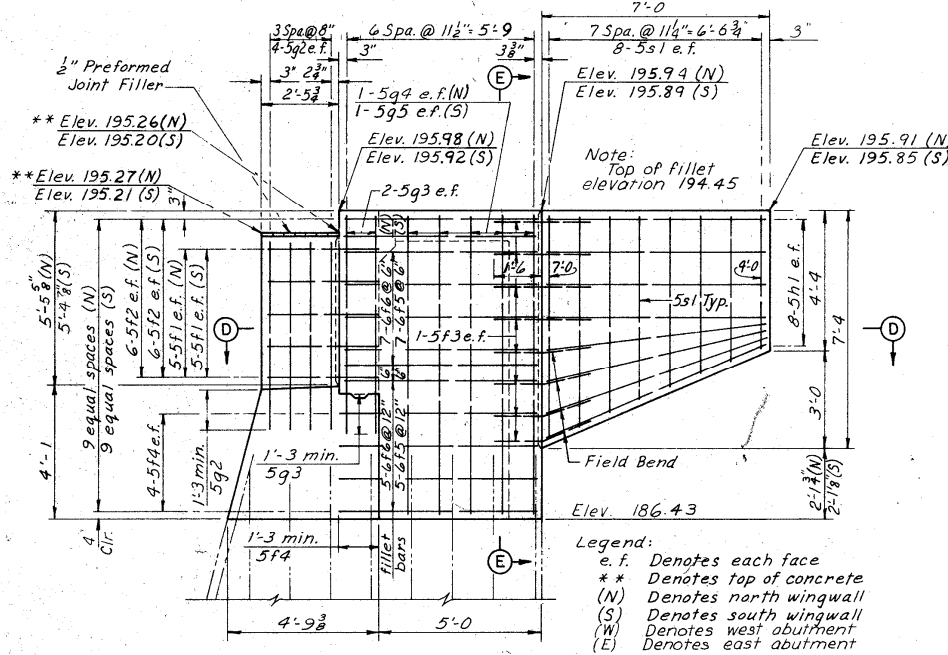 7'-0
3 Spa.@8"
4-5g2 e.f.
6 Spa. @ 11½"= 5'-9
7 Spa. @ 11¼"= 6'-6¾"
8-5s1 e.f.
3"
3"
3⅜"
½" Preformed
Joint Filler
3" 2¾"
2'-5¾"
E
1-5g4 e.f.(N)
1-5g5 e.f.(S)
Elev. 195.94 (N)
Elev. 195.89 (S)
** Elev. 195.26(N)
Elev. 195.20(S)
Elev. 195.98 (N)
Elev. 195.92 (S)
Elev. 195.91 (N)
Elev. 195.85 (S)
Note:
Top of fillet
elevation 194.45
** Elev. 195.27(N)
Elev. 195.21 (S)
3"
2-5g3 e.f.
(N)
(S)
1'-6
7'-0
4'-0
5'-5⅝"(N)
5'-4⅞"(S)
9 equal spaces (N)
9 equal spaces (S)
6-5f2 e.f.(N)
6-5f2 e.f.(S)
5-5f1 e.f.(N)
5-5f1 e.f.(S)
7-6f6@6"
7-6f5@6"
6"
6"
5s1 Typ.
8-5h1 e.f.
4'-4
7'-4
D
D
1-5f3 e.f.
4'-1
4-5f4 e.f.
1'-3 min.
5g2
1'-3 min.
5g3
5-6f6@12"
5-6f5@12"
3'-0
Field Bend
2'-1¾"(N)
2'-1⅛"(S)
4
Clr.
Elev. 186.43
1'-3 min.
5f4
fillet
bars
E
4'-9⅜
5'-0
Legend:
e.f. Denotes each face
** Denotes top of concrete
(N) Denotes north wingwall
(S) Denotes south wingwall
(W) Denotes west abutment
(E) Denotes east abutment